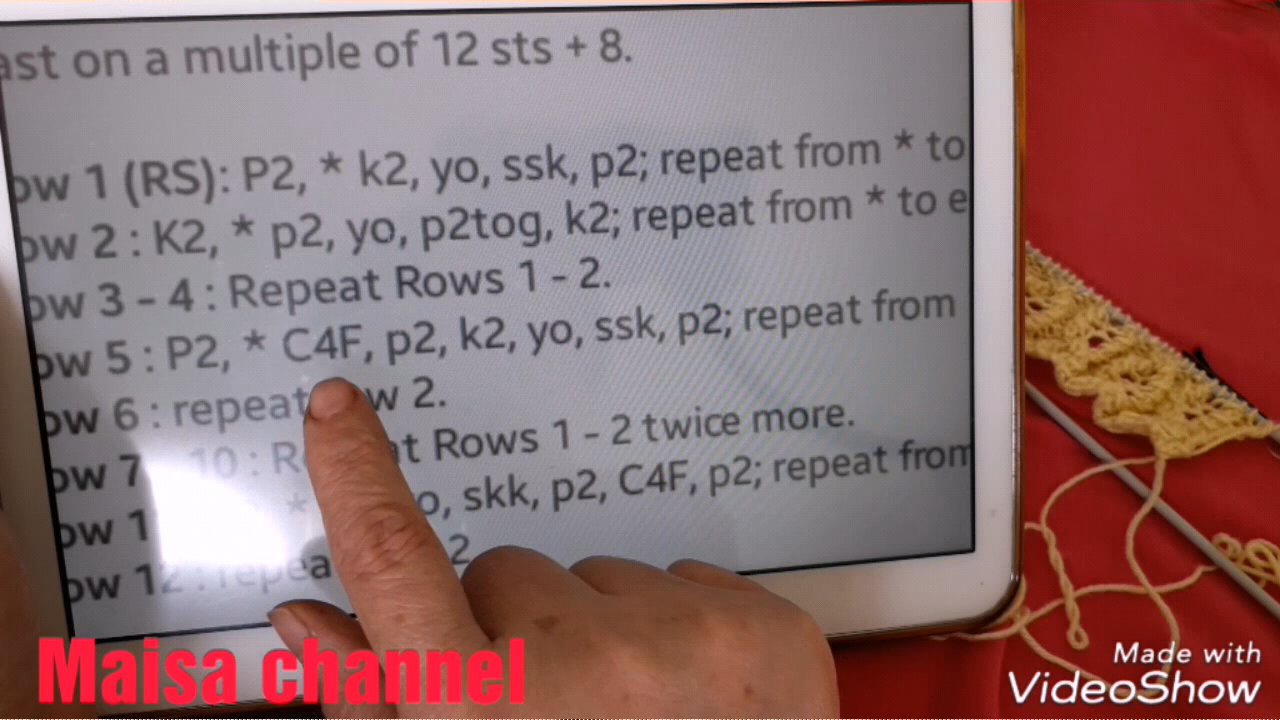 ast on a multiple of 12 sts + 8.
ow 1 (RS): P2, * k2, yo, ssk, p2; repeat from * to
ow 2 : K2, * p2, yo, p2tog, k2; repeat from * to e
ow 3 - 4 : Repeat Rows 1 - 2.
ow 5 : P2, * C4F, p2, k2, yo, ssk, p2; repeat from
ow 6 : repeat w 2.
ow 7 10 : R t Rows 1 - 2 twice more.
ow 1 * o, skk, p2, C4F, p2; repeat from
ow 12 : repea 2
Maisa channel
Made with
VideoShow